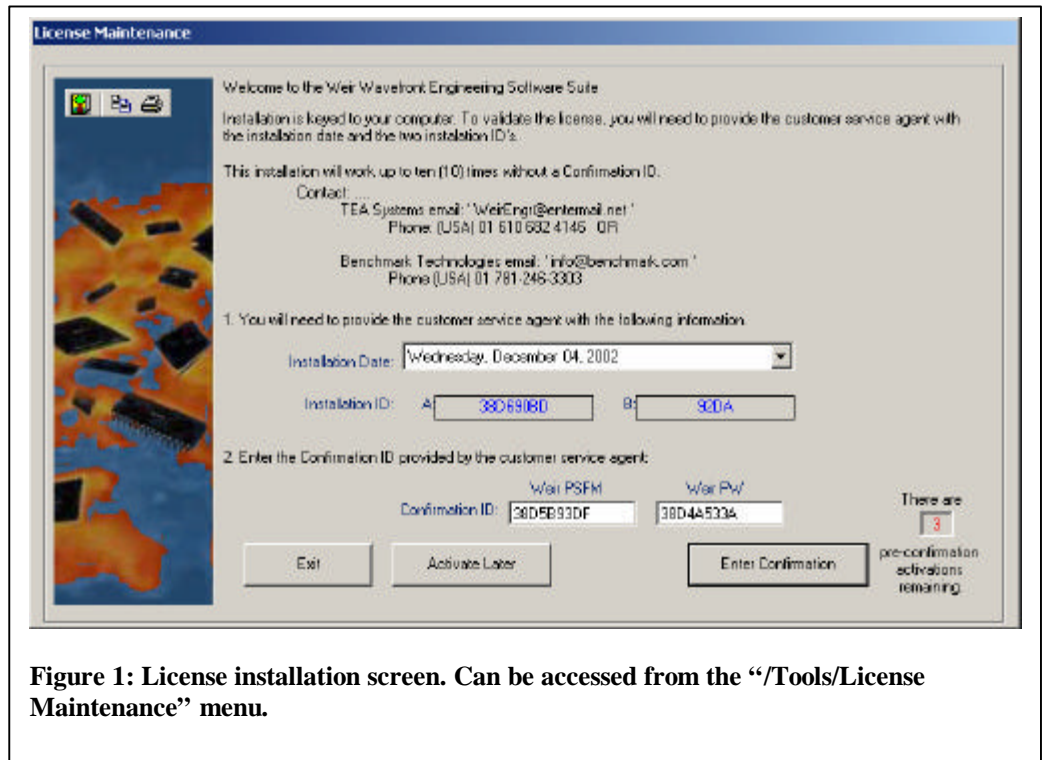 License Maintenance
Welcome to the Weir Wavefront Engineering Software Suite
Installation is keyed to your computer. To validate the license, you will need to provide the customer service agent with
the installation date and the two instalation ID's.
This installation will work up to ten (10) times without a Confirmation ID.
Contact: ....
TEA Systems email: ' WeirEngr@entermail.net '
Phone: (USA) 01 610 682 4146 OR
Benchmark Technologies email: ' info@benchmark.com '
Phone (USA) 01 781-246-3303
1. You will need to provide the customer service agent with the following information.
Installation Date: Wednesday, December 04, 2002
Installation ID: A: 38D690BD B: 92DA
2. Enter the Confirmation ID provided by the customer service agent:
Weir PSFM Weir PW
Confirmation ID: 38D5B93DF 38D4A533A
There are
3
pre-confirmation
activations
remaining.
Exit Activate Later Enter Confirmation
Figure 1: License installation screen. Can be accessed from the “/Tools/License
Maintenance” menu.